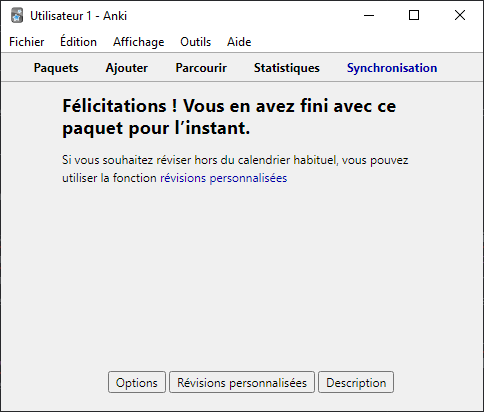 Utilisateur 1 - Anki
Fichier Édition Affichage Outils Aide
Paquets Ajouter Parcourir Statistiques Synchronisation
Félicitations ! Vous en avez fini avec ce
paquet pour l’instant.
Si vous souhaitez réviser hors du calendrier habituel, vous pouvez
utiliser la fonction révisions personnalisées
Options Révisions personnalisées Description